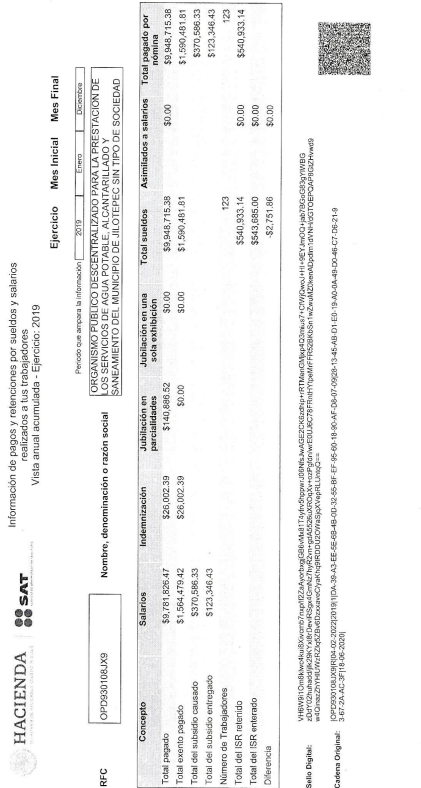 HACIENDA
SAT
Información de pagos y retenciones por sueldos y salarios
realizados a tus trabajadores
Vista anual acumulada - Ejercicio: 2019
Ejercicio Mes Inicial Mes Final
Periodo que ampara la información 2019 Enero Diciembre
RFC OPD930108JX9 Nombre, denominación o razón social
ORGANISMO PUBLICO DESCENTRALIZADO PARA LA PRESTACION DE
LOS SERVICIOS DE AGUA POTABLE, ALCANTARILLADO Y
SANEAMIENTO DEL MUNICIPIO DE JILOTEPEC SIN TIPO DE SOCIEDAD
Concepto Salarios Indemnización Jubilación en parcialidades Jubilación en una sola exhibición Total sueldos Asimilados a salarios Total pagado por nómina
Total pagado $9,781,826.47 $26,002.39 $140,886.52 $0.00 $9,948,715.38 $0.00 $9,948,715.38
Total exento pagado $1,564,479.42 $26,002.39 $0.00 $0.00 $1,590,481.81 $1,590,481.81
Total del subsidio causado $370,586.33 $370,586.33
Total del subsidio entregado $123,346.43 $123,346.43
Número de Trabajadores 123 123
Total del ISR retenido $540,933.14 $0.00 $540,933.14
Total del ISR enterado $543,685.00 $0.00
Diferencia -$2,751.86 $0.00
Sello Digital:
Cadena Original: |OPD930108JX9|R|04-02-2022|2019|